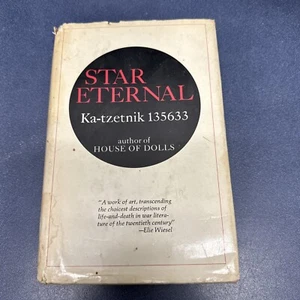 STAR
ETERNAL
Ka-tzetnik 135633
author of
HOUSE OF DOLLS
"A work of art, transcending
the choicest descriptions of
life-and-death in war litera-
ture of the twentieth century"
—Elie Wiesel